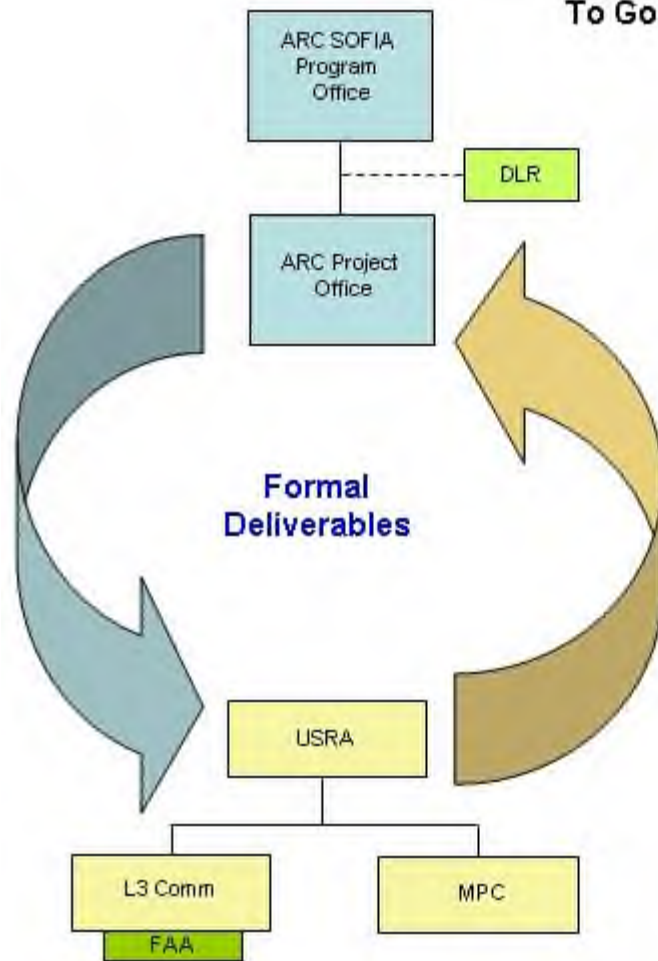 To Go
ARC SOFIA
Program
Office
DLR
ARC Project
Office
Formal
Deliverables
USRA
L3 Comm
MPC
FAA